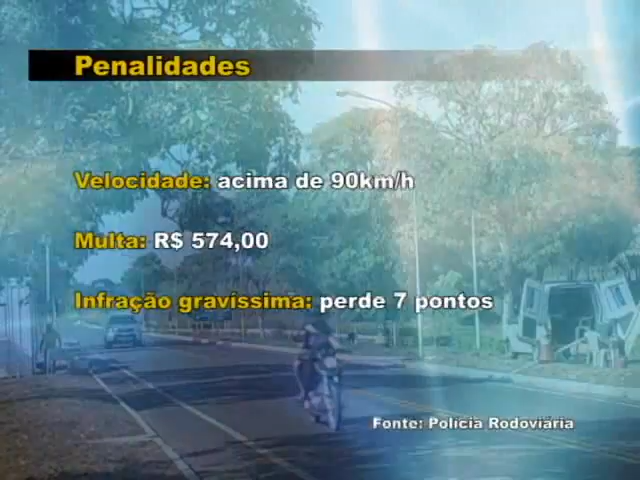 Penalidades
Velocidade: acima de 90km/h
Multa: R$ 574,00
Infração gravíssima: perde 7 pontos
Fonte: Polícia Rodoviária